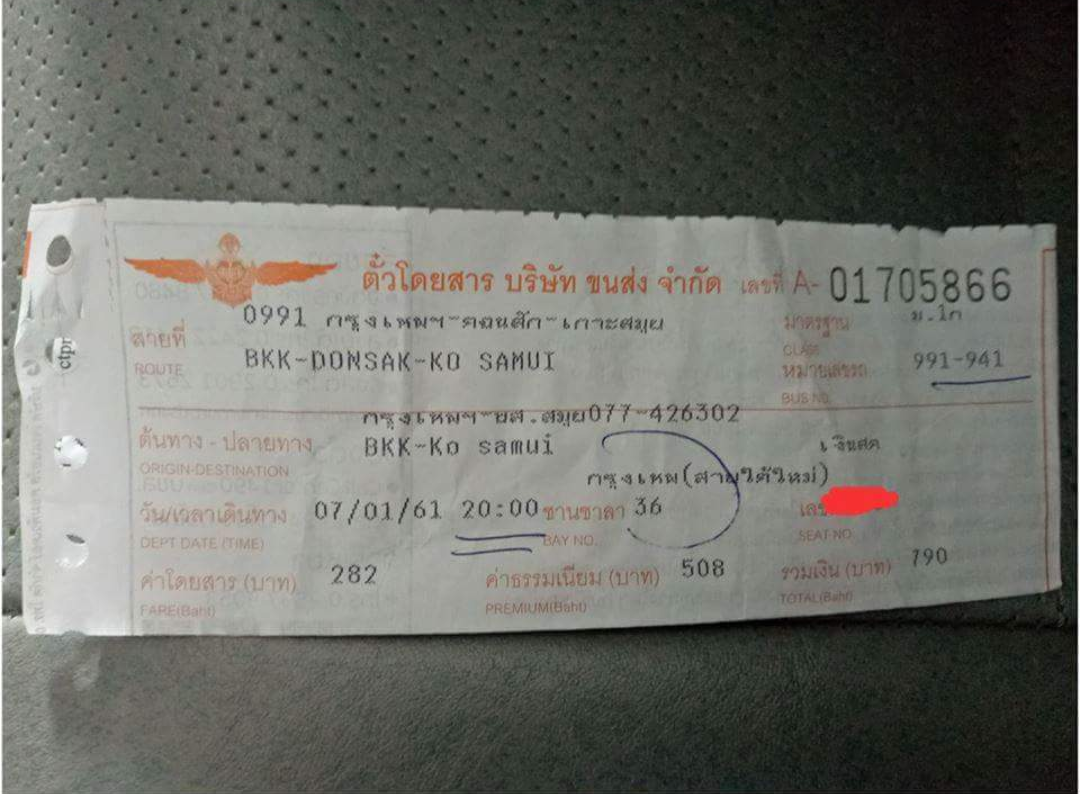 ตั๋วโดยสาร บริษัท ขนส่ง จำกัด เลขที่ A- 01705866
สายที่ 0991 กรุงเทพฯ-ดอนสัก-เกาะสมุย มาตรฐาน ม.1ก
ROUTE BKK-DONSAK-KO SAMUI CLASS
หมายเลขรถ 991-941
BUS NO.
กรุงเทพฯ-ยส.สมุย077-426302
ต้นทาง - ปลายทาง BKK-Ko samui เงินสด
ORIGIN-DESTINATION กรุงเทพ(สายใต้ใหม่)
วัน/เวลาเดินทาง 07/01/61 20:00 ชานชาลา 36
DEPT DATE (TIME) BAY NO. SEAT NO
ค่าโดยสาร (บาท) 282 ค่าธรรมเนียม (บาท) 508 รวมเงิน (บาท) 790
FARE(Baht) PREMIUM(Baht) TOTAL(Baht)
ctpr